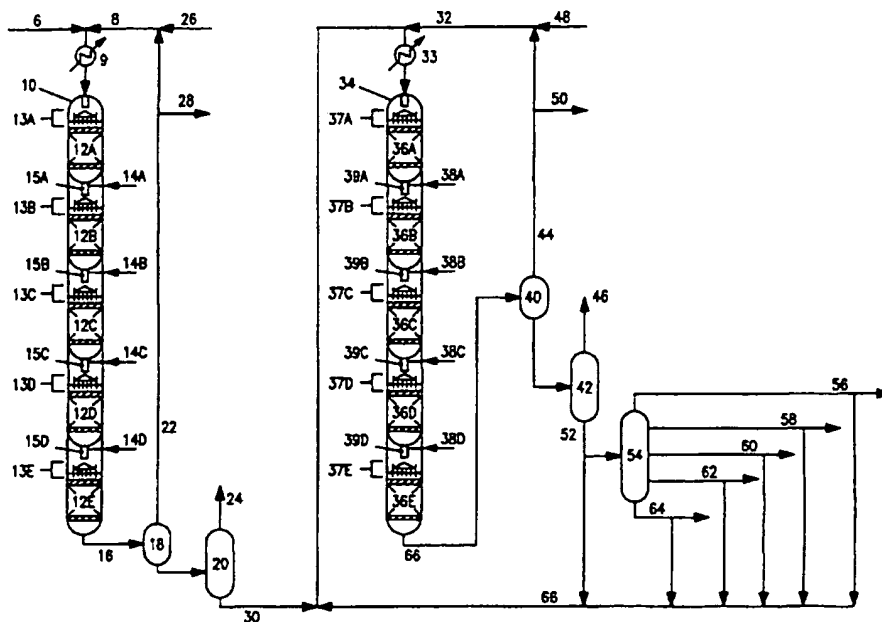 6 8 26 32 48
9 33
10 28 34 50
13A 37A
12A 36A
15A 14A 39A 38A
13B 37B
12B 36B
44
15B 14B 39B 38B
13C 37C 40 46
12C 36C
15C 14C 39C 38C
13D 37D 42 56
12D 36D
22 52 58
15D 14D 39D 38D 54 60
13E 37E 62
12E 24 36E
64
16 18 66
20
30 66